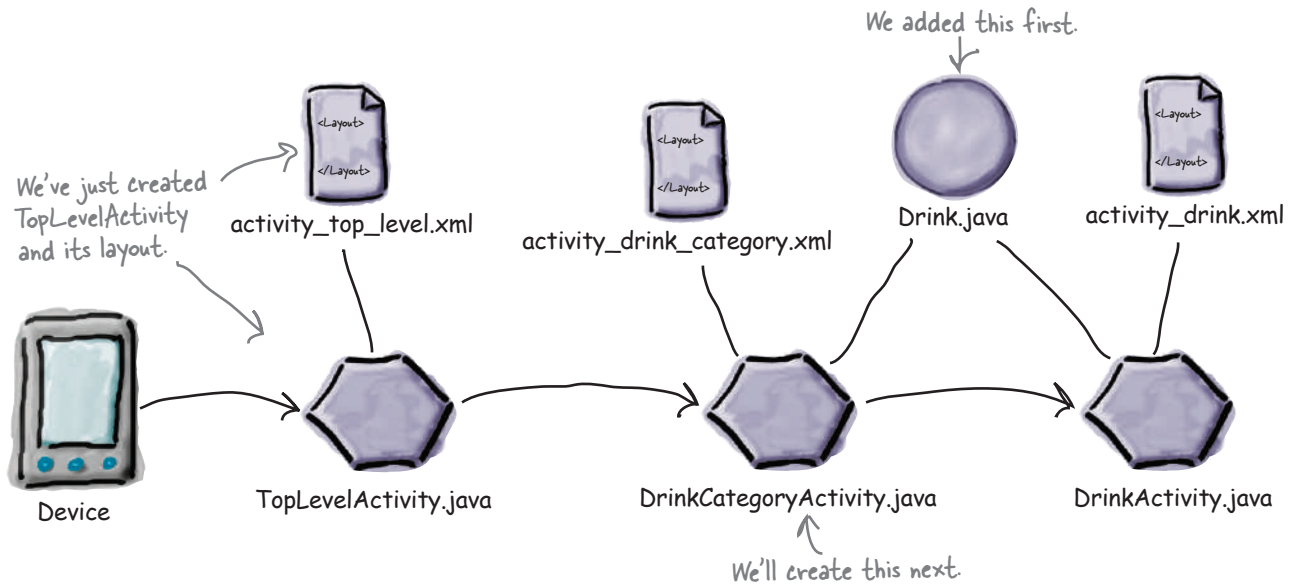 We added this first.
<Layout>
</Layout>
activity_top_level.xml
<Layout>
</Layout>
activity_drink_category.xml
Drink.java
<Layout>
</Layout>
activity_drink.xml
We've just created
TopLevelActivity
and its layout.
Device
TopLevelActivity.java
DrinkCategoryActivity.java
DrinkActivity.java
We'll create this next.